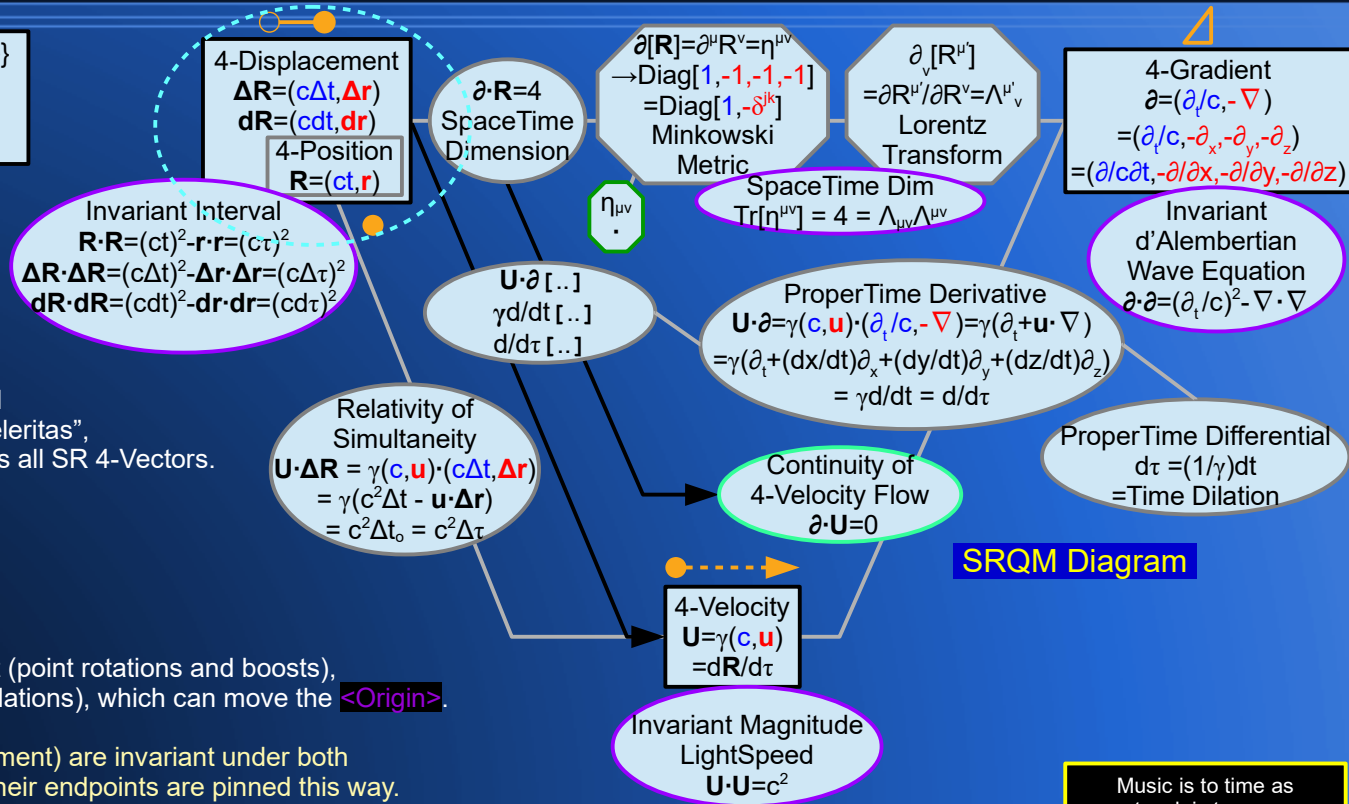 }
4-Displacement
ΔR=(cΔt,Δr)
dR=(cdt,dr)
4-Position
R=(ct,r)
∂·R=4
SpaceTime
Dimension
∂[R]=∂^μR^ν=η^μν
→Diag[1,-1,-1,-1]
=Diag[1,-δ^jk]
Minkowski
Metric
∂_ν[R^μ']
=∂R^μ'/∂R^ν=Λ^μ'_ν
Lorentz
Transform
4-Gradient
∂=(∂_t/c,-∇)
=(∂_t/c,-∂_x,-∂_y,-∂_z)
=(∂/c∂t,-∂/∂x,-∂/∂y,-∂/∂z)
Invariant Interval
R·R=(ct)²-r·r=(cτ)²
ΔR·ΔR=(cΔt)²-Δr·Δr=(cΔτ)²
dR·dR=(cdt)²-dr·dr=(cdτ)²
η_μν
.
SpaceTime Dim
Tr[η^μν] = 4 = Λ_μνΛ^μν
Invariant
d'Alembertian
Wave Equation
∂·∂=(∂_t/c)²-∇·∇
U·∂[..]
γd/dt[..]
d/dτ[..]
ProperTime Derivative
U·∂=γ(c,u)·(∂_t/c,-∇)=γ(∂_t+u·∇)
=γ(∂_t+(dx/dt)∂_x+(dy/dt)∂_y+(dz/dt)∂_z)
= γd/dt = d/dτ
eleritas",
s all SR 4-Vectors.
Relativity of
Simultaneity
U·ΔR = γ(c,u)·(cΔt,Δr)
= γ(c²Δt - u·Δr)
= c²Δt_o = c²Δτ
Continuity of
4-Velocity Flow
∂·U=0
ProperTime Differential
dτ =(1/γ)dt
=Time Dilation
SRQM Diagram
4-Velocity
U=γ(c,u)
=dR/dτ
(point rotations and boosts),
lations), which can move the <Origin>.
Invariant Magnitude
LightSpeed
U·U=c²
ment) are invariant under both
heir endpoints are pinned this way.
Music is to time as